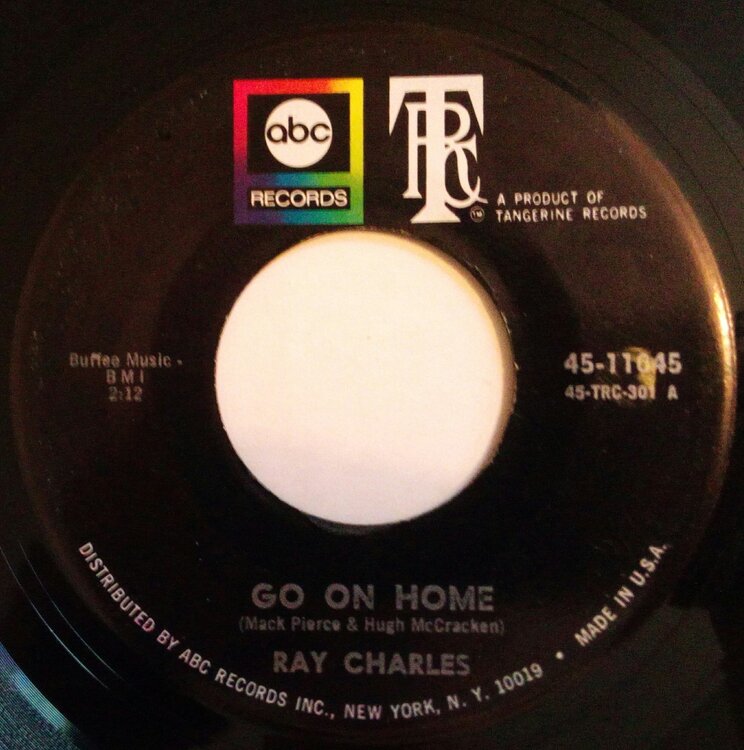 abc
RECORDS
TRC
™
A PRODUCT OF
TANGERINE RECORDS
Buffee Music -
BMI
2:12
45-11045
45-TRC-301 A
GO ON HOME
(Mack Pierce & Hugh McCracken)
RAY CHARLES
DISTRIBUTED BY ABC RECORDS INC., NEW YORK, N. Y. 10019 • MADE IN U.S.A.